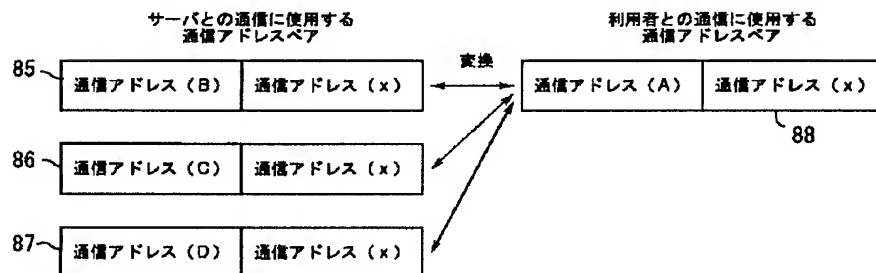 サーバとの通信に使用する
通信アドレスペア
利用者との通信に使用する
通信アドレスペア
85
通信アドレス(B) 通信アドレス(x)
変換
通信アドレス(A) 通信アドレス(x)
88
86
通信アドレス(C) 通信アドレス(x)
87
通信アドレス(D) 通信アドレス(x)